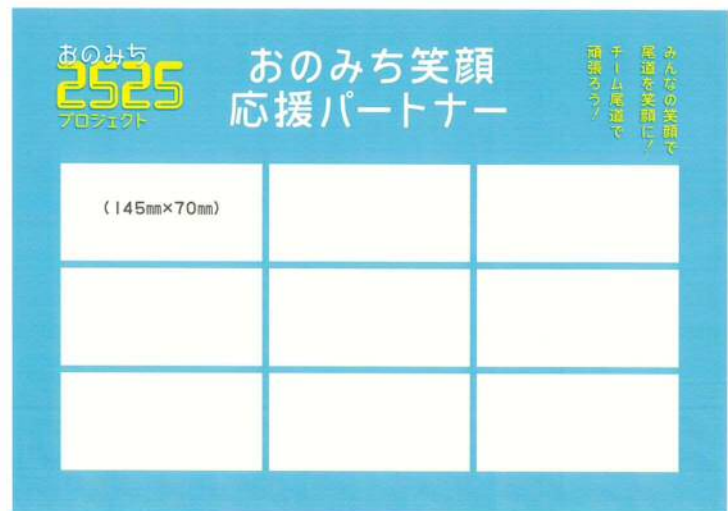 おのみち
2525
プロジェクト
おのみち笑顔
応援パートナー
みんなの笑顔で
尾道を笑顔に！
チーム尾道で
頑張ろう！
(145㎜×70㎜)